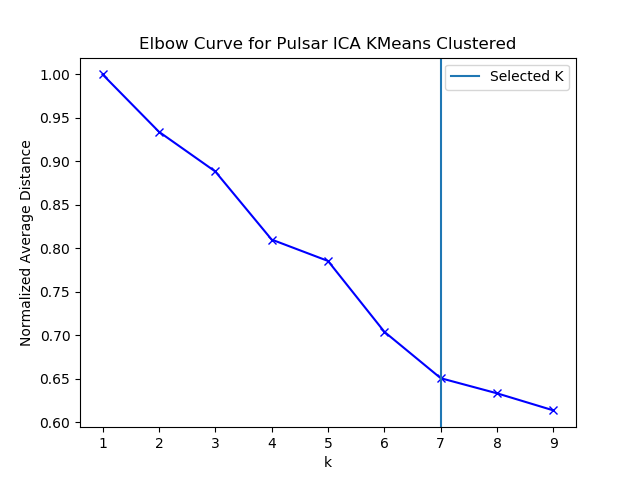 Elbow Curve for Pulsar ICA KMeans Clustered
Selected K
Normalized Average Distance
1.00
0.95
0.90
0.85
0.80
0.75
0.70
0.65
0.60
1 2 3 4 5 6 7 8 9
k